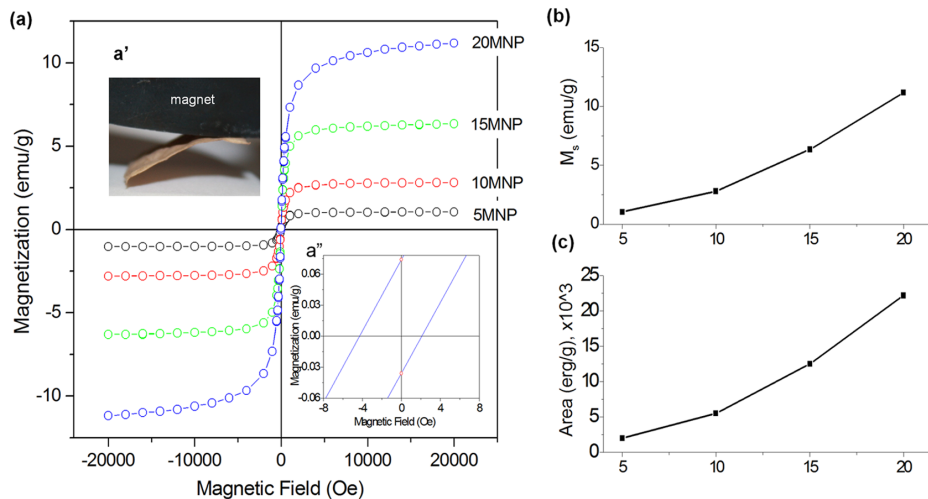 (a)
Magnetization (emu/g)
10
5
0
-5
-10
a'
magnet
20MNP
15MNP
10MNP
5MNP
a"
Magnetization (emu/g)
0.06
0.03
0.00
-0.03
-0.06
-8 -4 0 4 8
Magnetic Field (Oe)
-20000 -10000 0 10000 20000
Magnetic Field (Oe)
(b)
Ms (emu/g)
15
10
5
0
5 10 15 20
(c)
Area (erg/g), x10^3
25
20
15
10
5
0
5 10 15 20